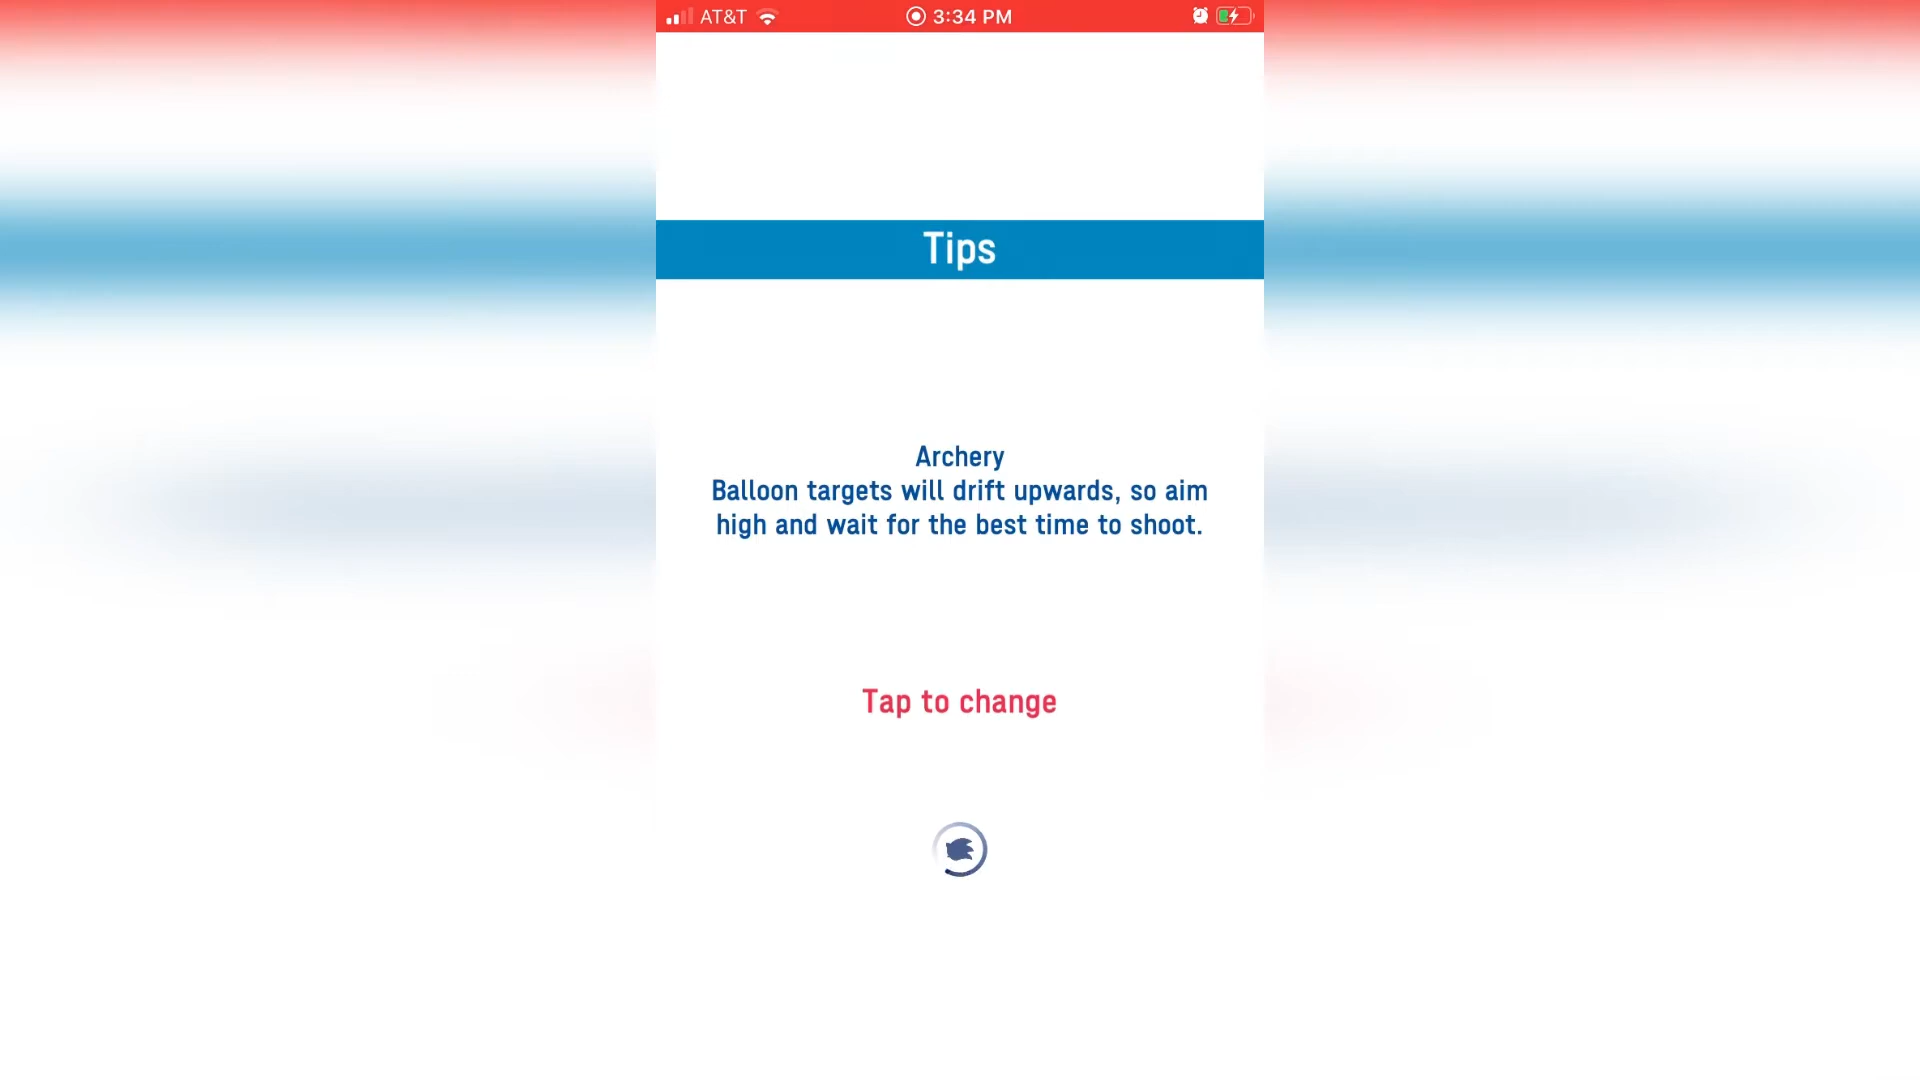 AT&T 3:34 PM
Tips
Archery
Balloon targets will drift upwards, so aim
high and wait for the best time to shoot.
Tap to change